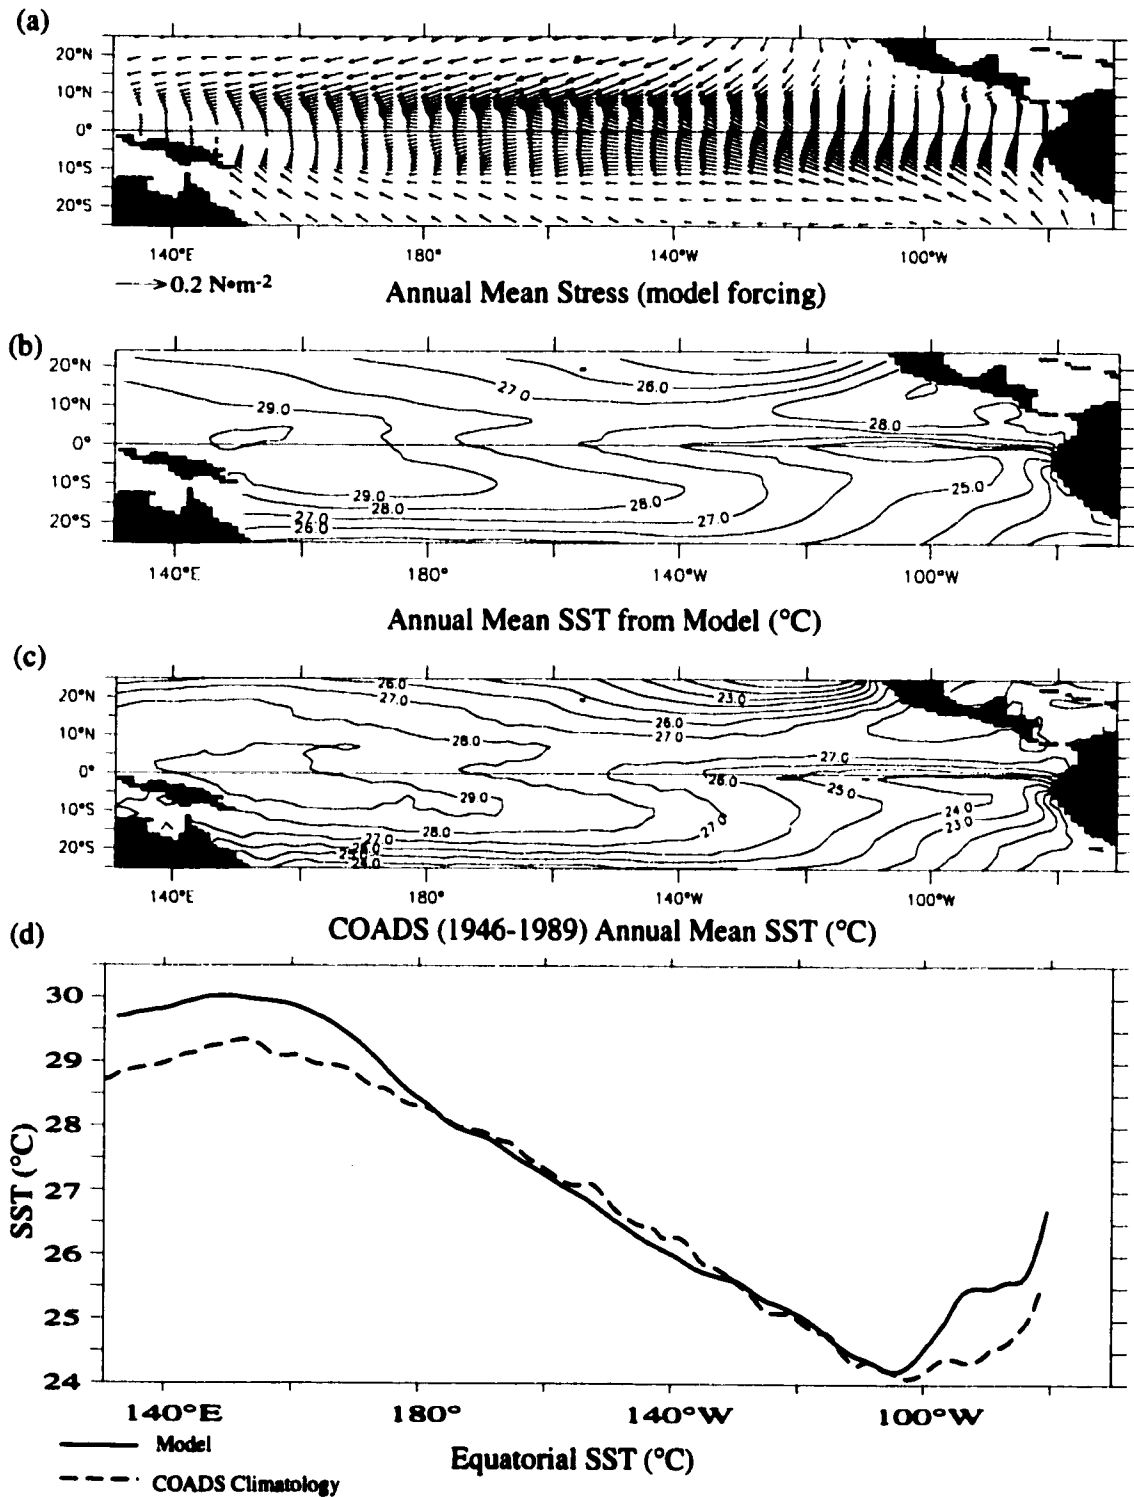 (a)
20°N
10°N
0°
10°S
20°S
140°E 180° 140°W 100°W
0.2 N•m-2
Annual Mean Stress (model forcing)
(b)
20°N
10°N
0°
10°S
20°S
26.0
27.0
29.0
28.0
25.0
29.0
28.0
28.0
27.0
27.0
26.0
140°E 180° 140°W 100°W
Annual Mean SST from Model (°C)
(c)
20°N
10°N
0°
10°S
20°S
26.0
27.0
23.0
26.0
27.0
28.0
27.0
26.0
25.0
29.0
24.0
23.0
28.0
27.0
27.0
140°E 180° 140°W 100°W
COADS (1946-1989) Annual Mean SST (°C)
(d)
30
29
28
27
26
25
24
SST (°C)
140°E 180° 140°W 100°W
Model
Equatorial SST (°C)
COADS Climatology